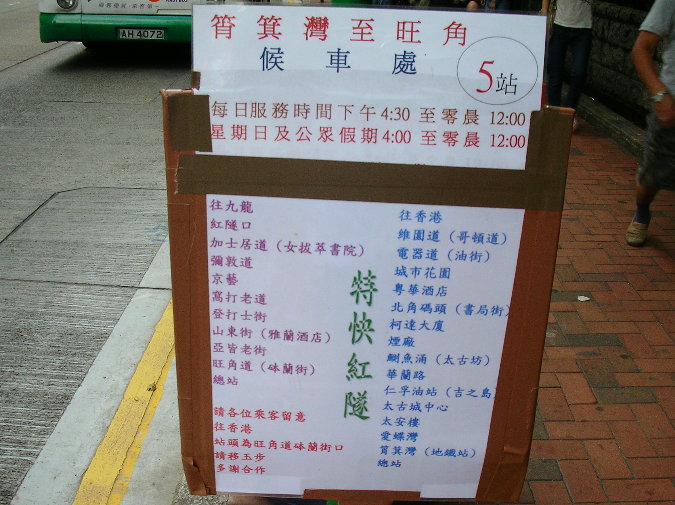 AH 4072
筲箕灣至旺角
候車處
5站
每日服務時間下午4:30 至零晨 12:00
星期日及公眾假期4:00 至零晨 12:00
往九龍
紅隧口
加士居道（女拔萃書院）
彌敦道
京藝
窩打老道
登打士街
山東街（雅蘭酒店）
亞皆老街
旺角道（砵蘭街）
總站
請各位乘客留意
往香港
站頭為旺角道砵蘭街口
請移玉步
多謝合作
特快紅隧
往香港
維園道（哥頓道）
電器道（油街）
城市花園
粵華酒店
北角碼頭（書局街）
柯達大廈
煙廠
鰂魚涌（太古坊）
華蘭路
仁孚油站（吉之島）
太古城中心
太安樓
愛蝶灣
筲箕灣（地鐵站）
總站